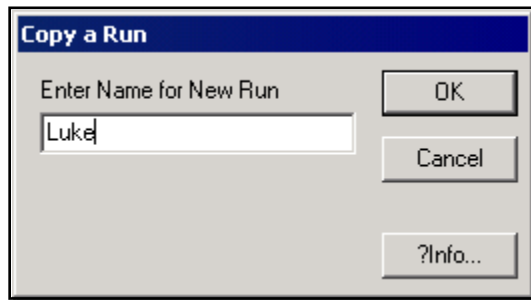 Copy a Run
Enter Name for New Run
OK
Luke
Cancel
?Info...